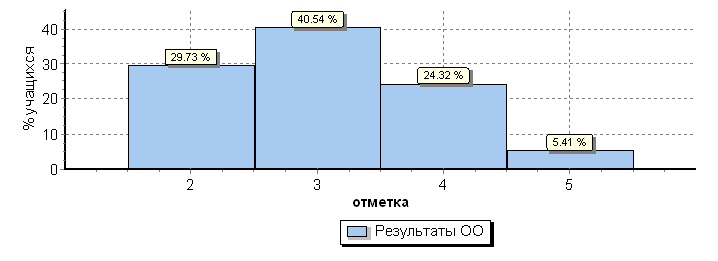 % учащихся
40
30
20
10
0
29.73 %
40.54 %
24.32 %
5.41 %
2 3 4 5
отметка
Результаты ОО